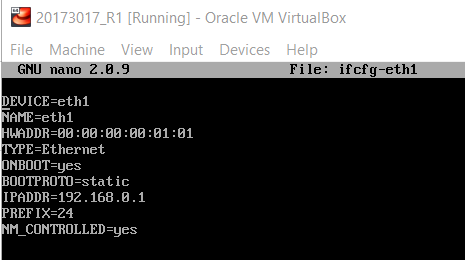 20173017_R1 [Running] - Oracle VM VirtualBox
File Machine View Input Devices Help
GNU nano 2.0.9 File: ifcfg-eth1
DEVICE=eth1
NAME=eth1
HWADDR=00:00:00:00:01:01
TYPE=Ethernet
ONBOOT=yes
BOOTPROTO=static
IPADDR=192.168.0.1
PREFIX=24
NM_CONTROLLED=yes